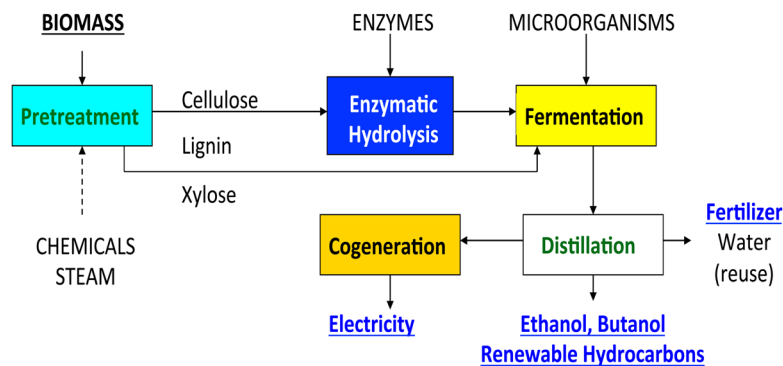 BIOMASS
ENZYMES
MICROORGANISMS
Pretreatment
Cellulose
Enzymatic
Hydrolysis
Fermentation
Lignin
Xylose
CHEMICALS
STEAM
Cogeneration
Distillation
Fertilizer
Water
(reuse)
Electricity
Ethanol, Butanol
Renewable Hydrocarbons